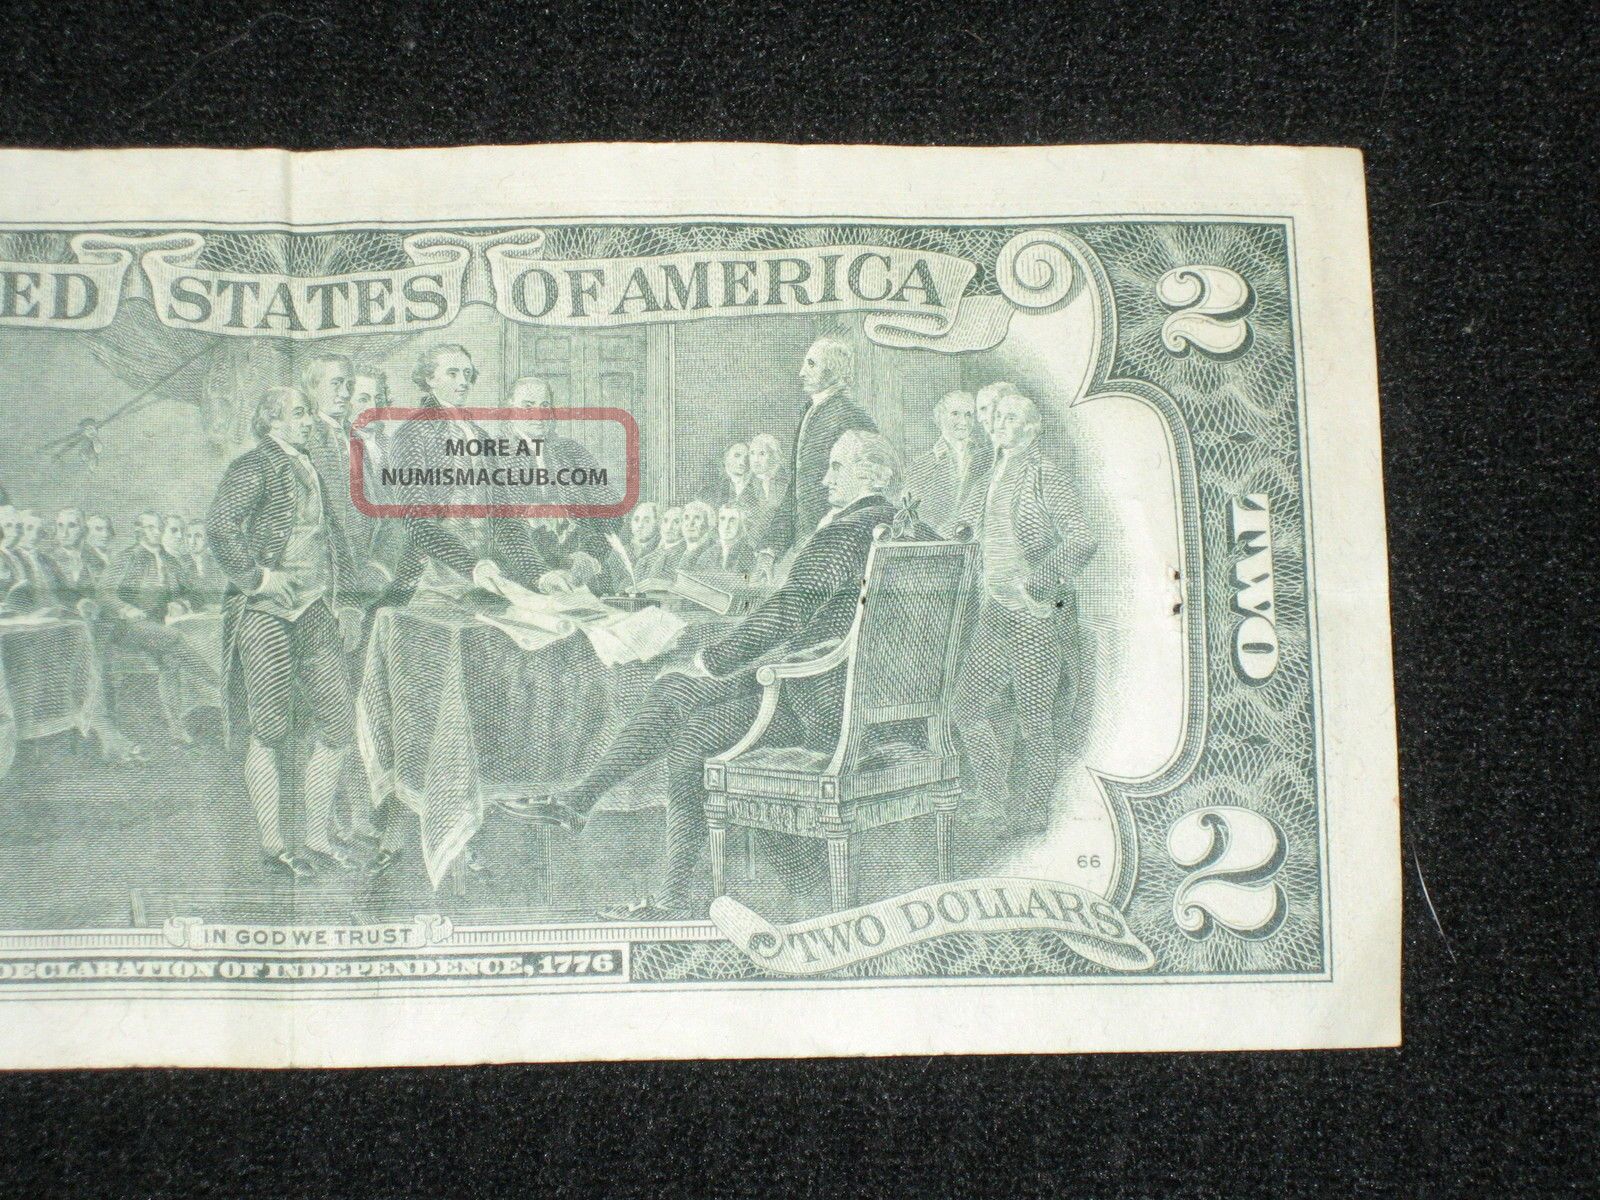 ED STATES OF AMERICA
2
MORE AT
NUMISMACLUB.COM
TWO
66
2
TWO DOLLARS
IN GOD WE TRUST
DECLARATION OF INDEPENDENCE, 1776